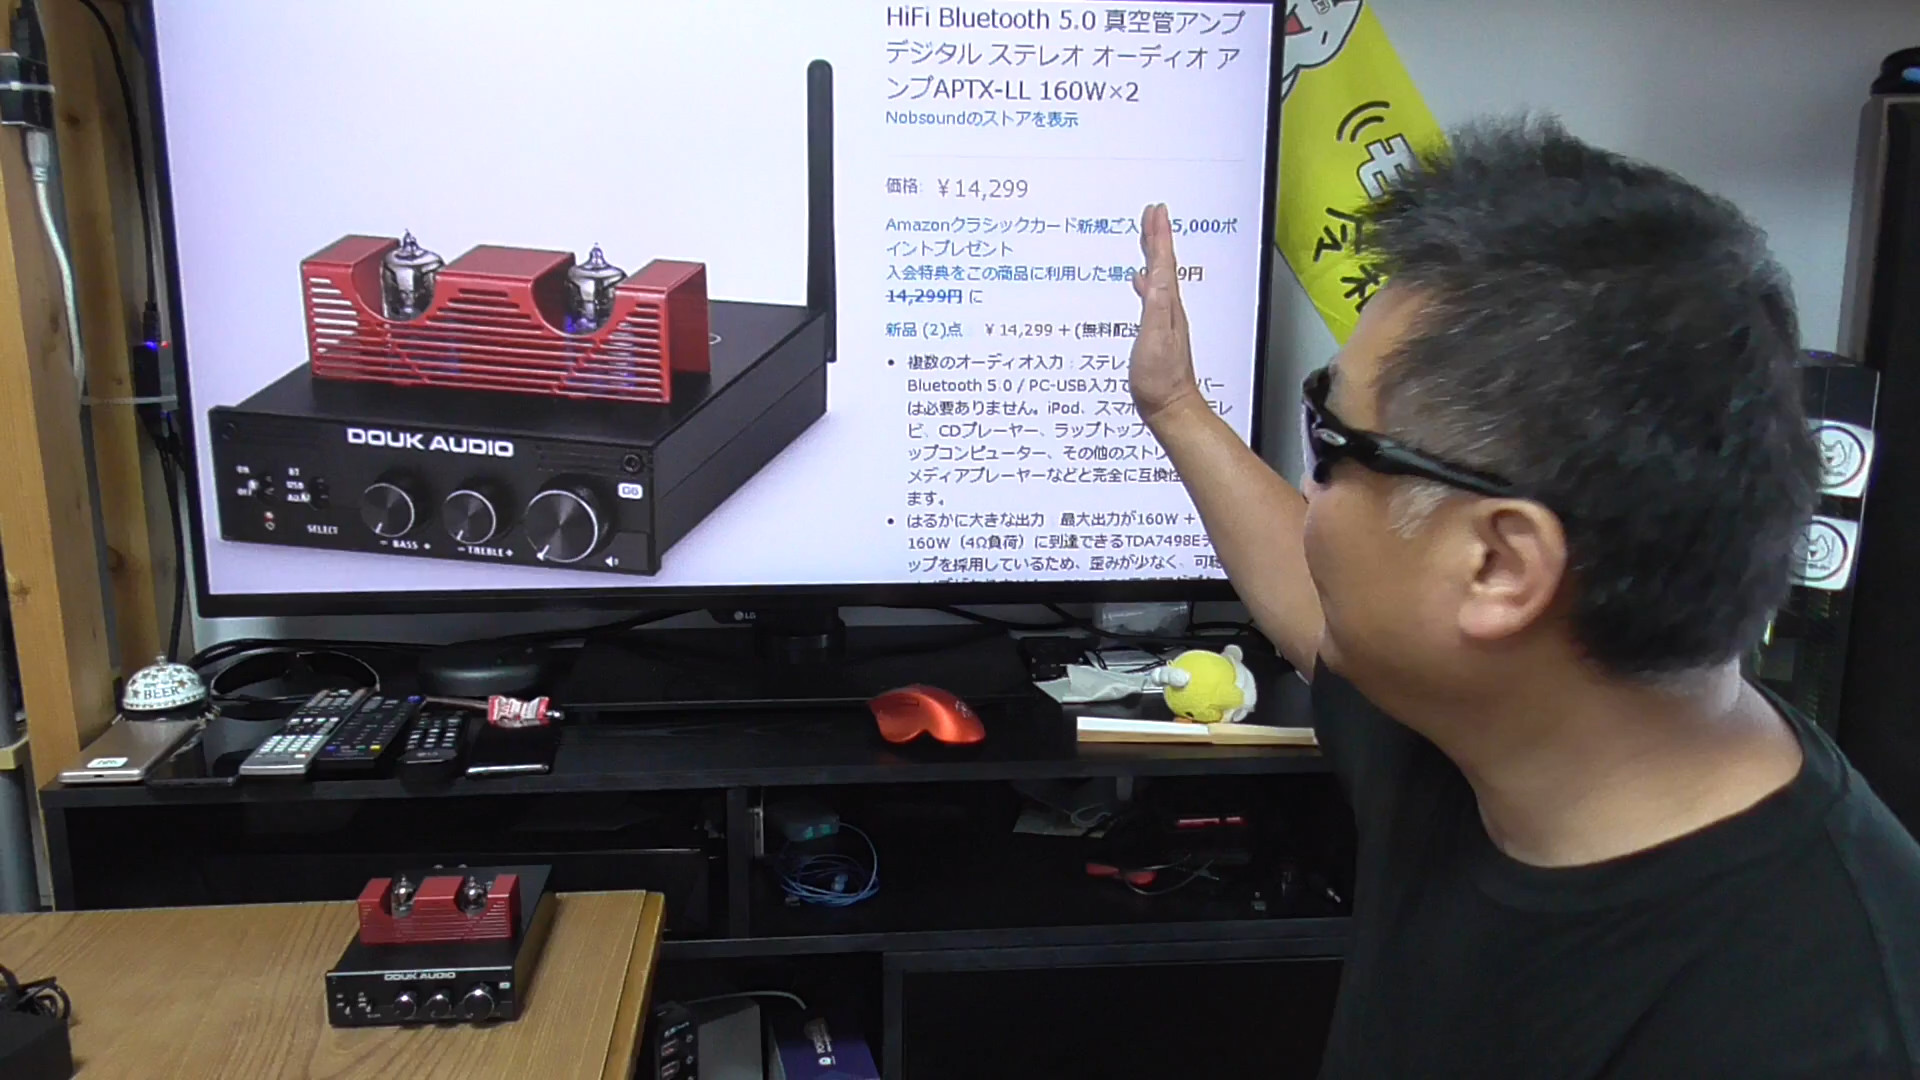 HiFi Bluetooth 5.0 真空管アンプ
デジタル ステレオ オーディオ ア
ンプAPTX-LL 160W×2
Nobsoundのストアを表示
価格: ¥14,299
Amazonクラシックカード新規ご入 5,000ポ
イントプレゼント
入会特典をこの商品に利用した場合 9円
14,299円 に
新品 (2)点 ¥14,299 + (無料配送
• 複数のオーディオ入力:ステレ
Bluetooth 5.0 / PC-USB入力で バー
は必要ありません。iPod、スマホ テレ
ビ、CDプレーヤー、ラップトップ、
ップコンピューター、その他のストリ
メディアプレーヤーなどと完全に互換性
ます。
• はるかに大きな出力 最大出力が160W +
160W(4Ω負荷)に到達できるTDA7498Eチ
ップを採用しているため、歪みが少なく、可聴
DOUK AUDIO
ON
OFF
BT
USB
AUX
SELECT
− BASS +
− TREBLE +
G6
LG
BEER
DOUK AUDIO
モ